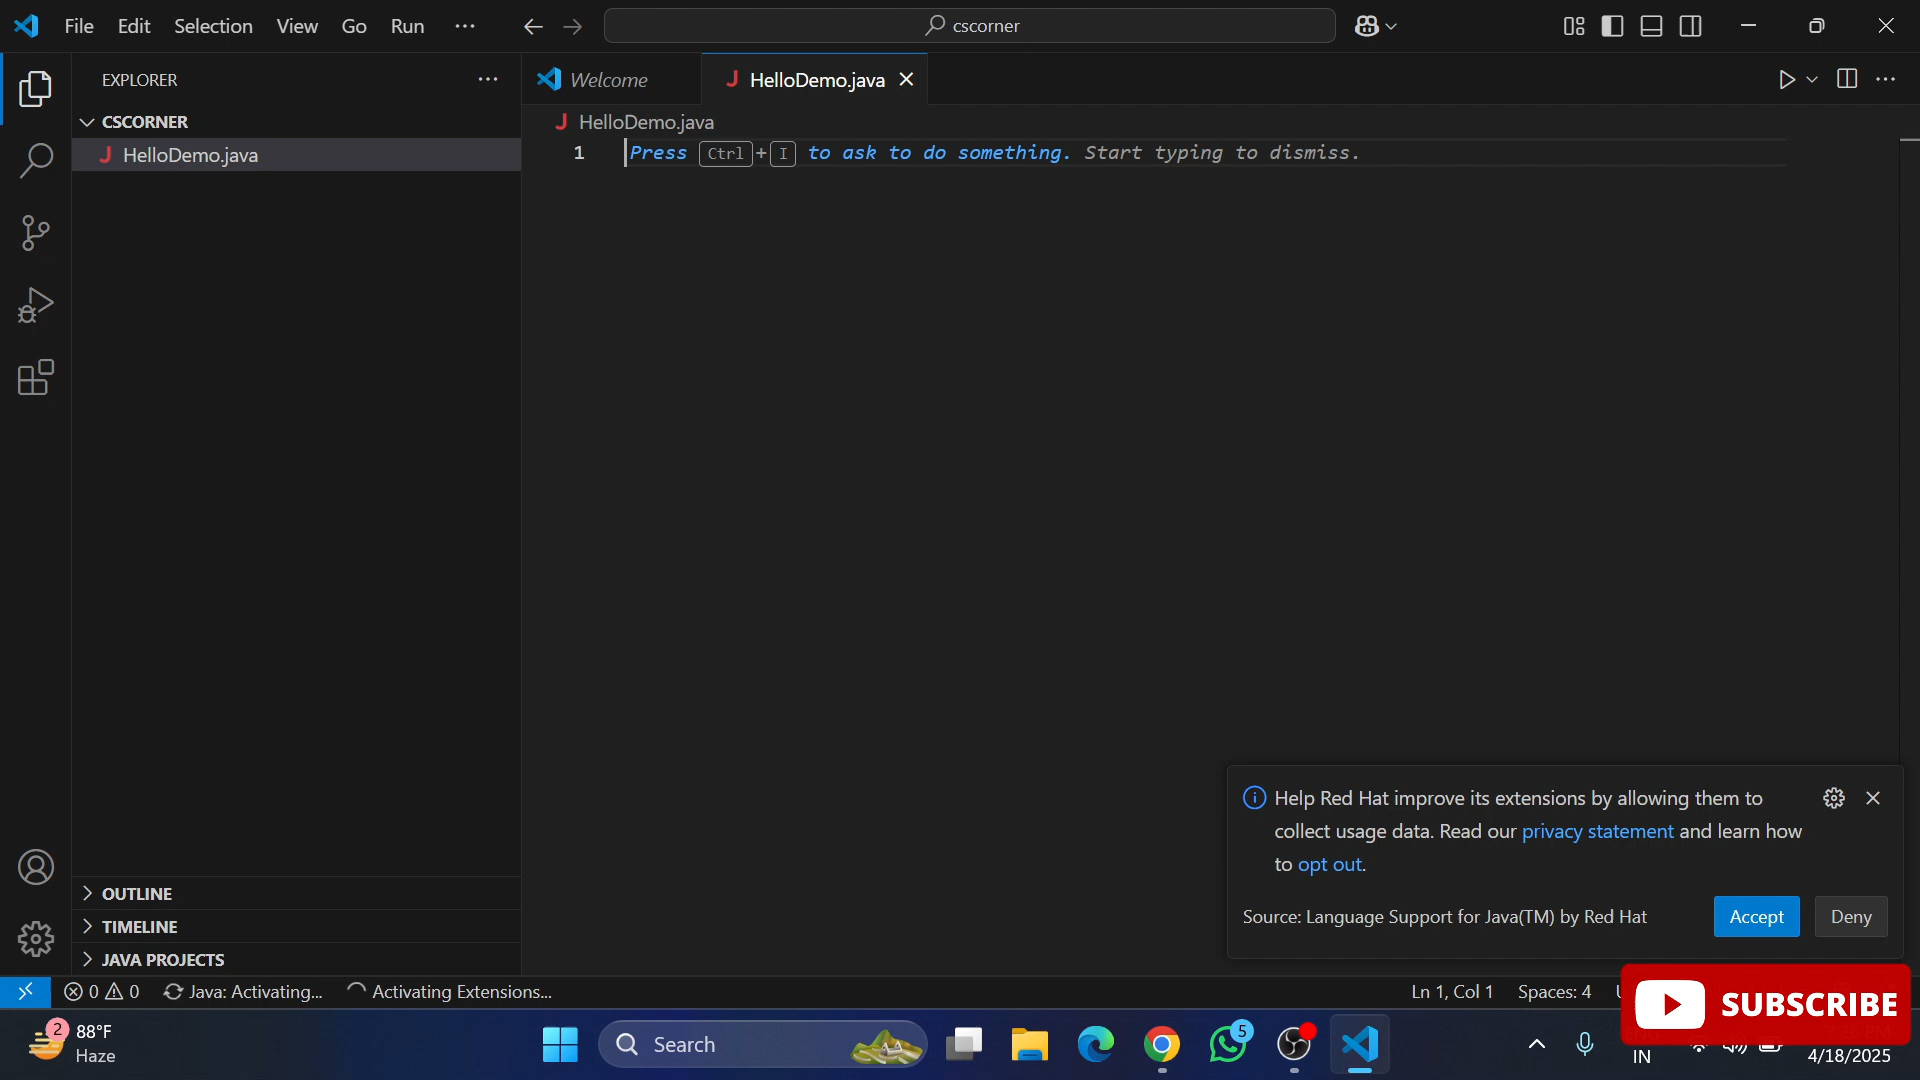 File Edit Selection View Go Run ··· cscorner
EXPLORER ··· Welcome HelloDemo.java
CSCORNER HelloDemo.java
HelloDemo.java
1 Press Ctrl+I to ask to do something. Start typing to dismiss.
Help Red Hat improve its extensions by allowing them to
collect usage data. Read our privacy statement and learn how
to opt out.
Source: Language Support for Java(TM) by Red Hat Accept Deny
OUTLINE
TIMELINE
JAVA PROJECTS
0 0 Java: Activating... Activating Extensions... Ln 1, Col 1 Spaces: 4
SUBSCRIBE
2 88°F
Haze
Search
5
IN
4/18/2025